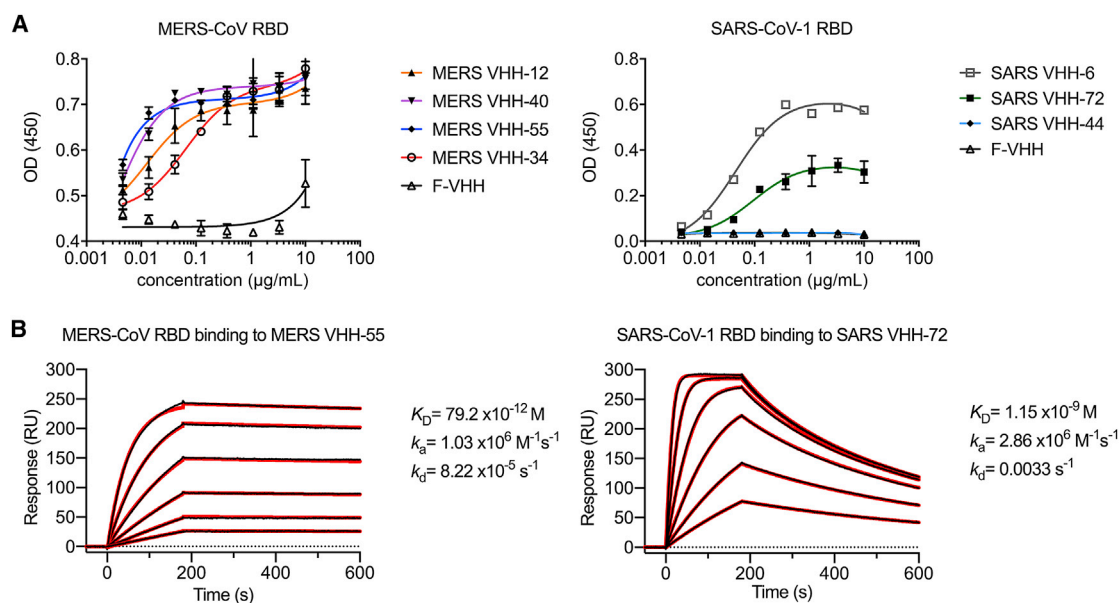 A
MERS-CoV RBD
OD (450)
0.8
0.7
0.6
0.5
0.4
0.001
0.01
0.1
1
10
100
concentration (µg/mL)
MERS VHH-12
MERS VHH-40
MERS VHH-55
MERS VHH-34
F-VHH
SARS-CoV-1 RBD
OD (450)
0.8
0.6
0.4
0.2
0.0
0.001
0.01
0.1
1
10
100
concentration (µg/mL)
SARS VHH-6
SARS VHH-72
SARS VHH-44
F-VHH
B
MERS-CoV RBD binding to MERS VHH-55
Response (RU)
300
250
200
150
100
50
0
0
200
400
600
Time (s)
K_D= 79.2 x10⁻¹² M
kₐ= 1.03 x10⁶ M⁻¹s⁻¹
k_d= 8.22 x10⁻⁵ s⁻¹
SARS-CoV-1 RBD binding to SARS VHH-72
Response (RU)
300
250
200
150
100
50
0
0
200
400
600
Time (s)
K_D= 1.15 x10⁻⁹ M
kₐ= 2.86 x10⁶ M⁻¹s⁻¹
k_d= 0.0033 s⁻¹